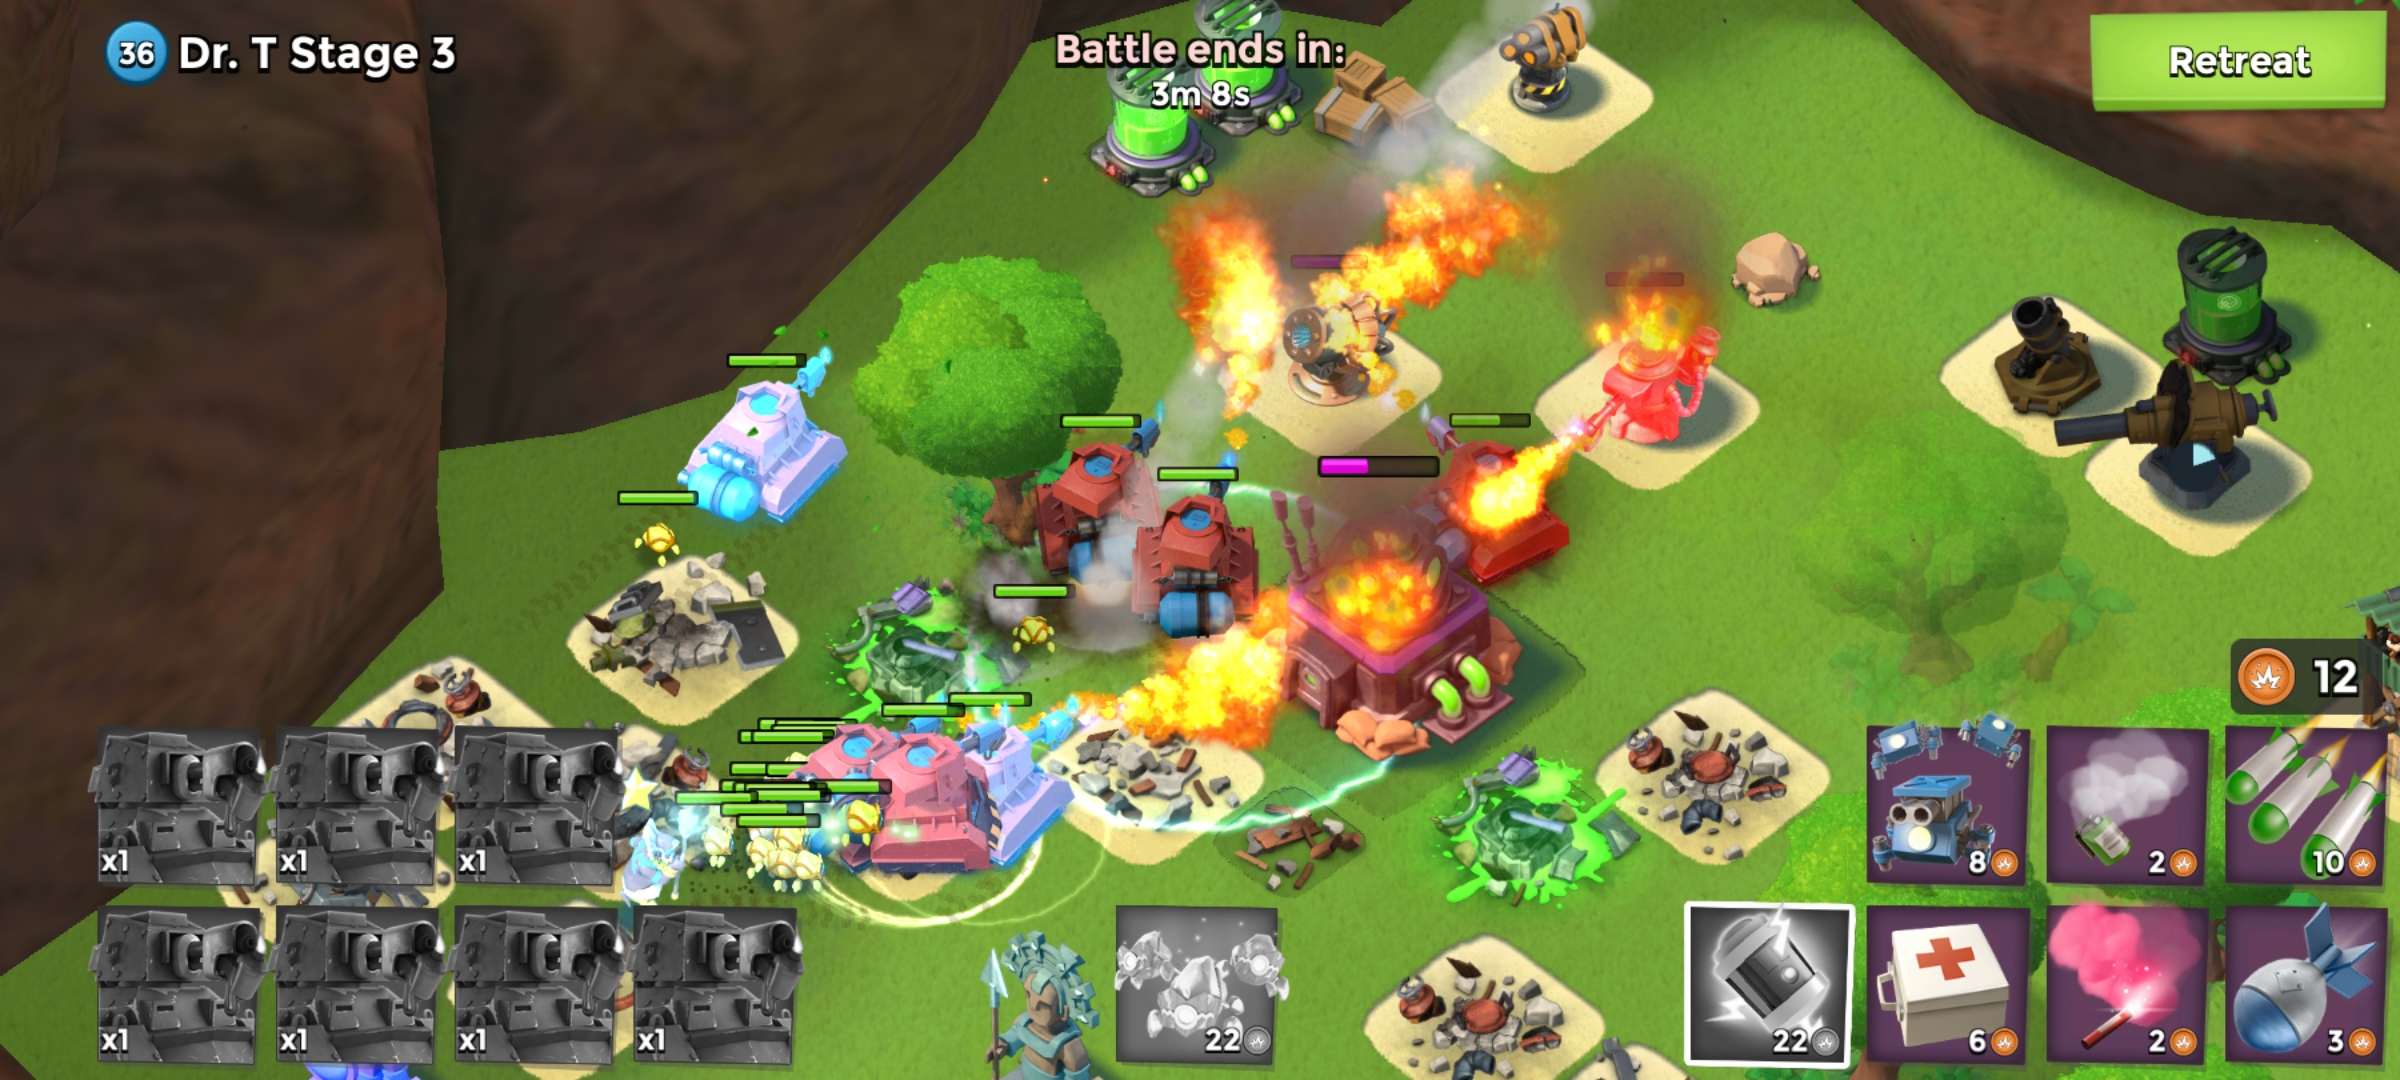 36 Dr. T Stage 3
Battle ends in:
3m 8s
Retreat
12
x1 x1 x1
8 2 10
x1 x1 x1 x1
22
22 6 2 3